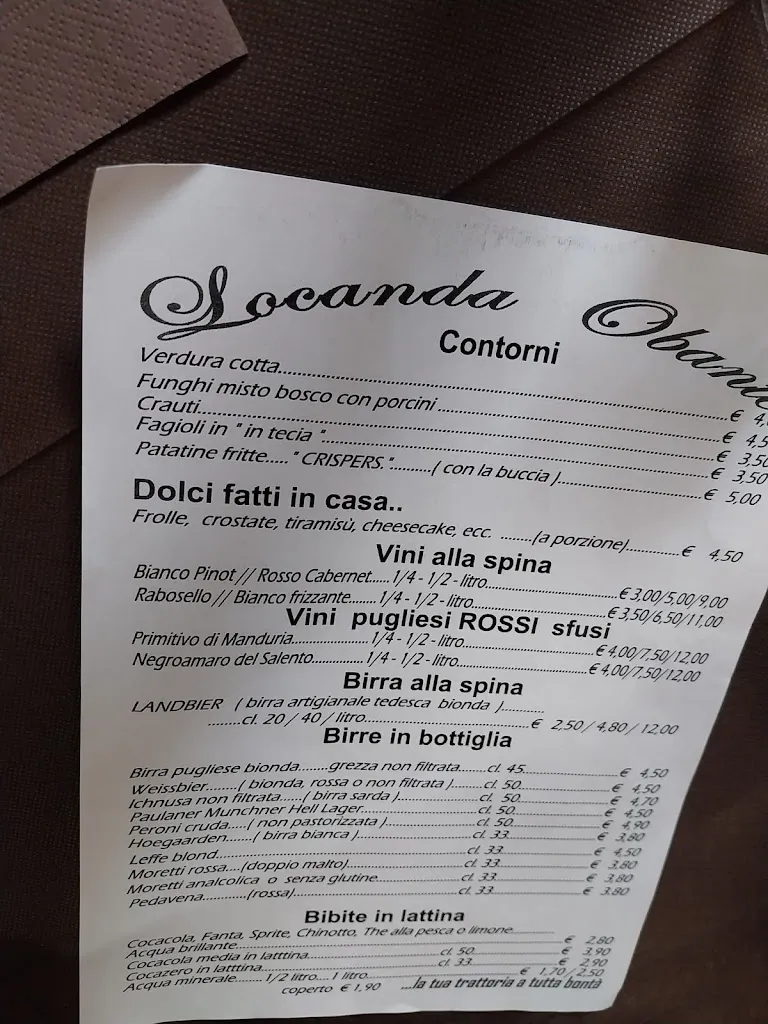 Locanda Obante
Contorni
Verdura cotta..........€ 4,
Funghi misto bosco con porcini..........€ 4,5
Crauti..........€ 3,50
Fagioli in " in tecia "..........€ 3,50
Patatine fritte..... " CRISPERS.".........( con la buccia )..........€ 5,00
Dolci fatti in casa..
Frolle, crostate, tiramisù, cheesecake, ecc. ........(a porzione)..........€ 4,50
Vini alla spina
Bianco Pinot // Rosso Cabernet.....1/4 - 1/2 - litro..........€ 3,00/5,00/9,00
Rabosello // Bianco frizzante.......1/4 - 1/2 - litro..........€ 3,50/6,50/11,00
Vini pugliesi ROSSI sfusi
Primitivo di Manduria..........1/4 - 1/2 - litro..........€ 4,00/7,50/12,00
Negroamaro del Salento..........1/4 - 1/2 - litro..........€ 4,00/7,50/12,00
Birra alla spina
LANDBIER ( birra artigianale tedesca bionda )..........
........cl. 20 / 40 / litro..........€ 2,50 / 4,80 / 12,00
Birre in bottiglia
Birra pugliese bionda........grezza non filtrata.......cl. 45..........€ 4,50
Weissbier........( bionda, rossa o non filtrata )........cl. 50..........€ 4,50
Ichnusa non filtrata.....( birra sarda )..........cl. 50..........€ 4,70
Paulaner Munchner Hell Lager..........cl. 50..........€ 4,50
Peroni cruda.....( non pastorizzata )..........cl. 50..........€ 4,90
Hoegaarden.......( birra bianca )..........cl. 33..........€ 3,80
Leffe blond..........cl. 33..........€ 4,50
Moretti rossa....(doppio malto)..........cl. 33..........€ 3,80
Moretti analcolica o senza glutine..........cl. 33..........€ 3,80
Pedavena...........(rossa)..........cl. 33..........€ 3.80
Bibite in lattina
Cocacola, Fanta, Sprite, Chinotto, The alla pesca o limone..........
Acqua brillante..........€ 2,80
Cocacola media in latttina..........cl. 50..........€ 3,90
Cocazero in latttina..........cl. 33..........€ 2,90
Acqua minerale.......1/2 litro.... 1 litro..........€ 1,70 / 2,50
coperto € 1,90 ...la tua trattoria a tutta bontà